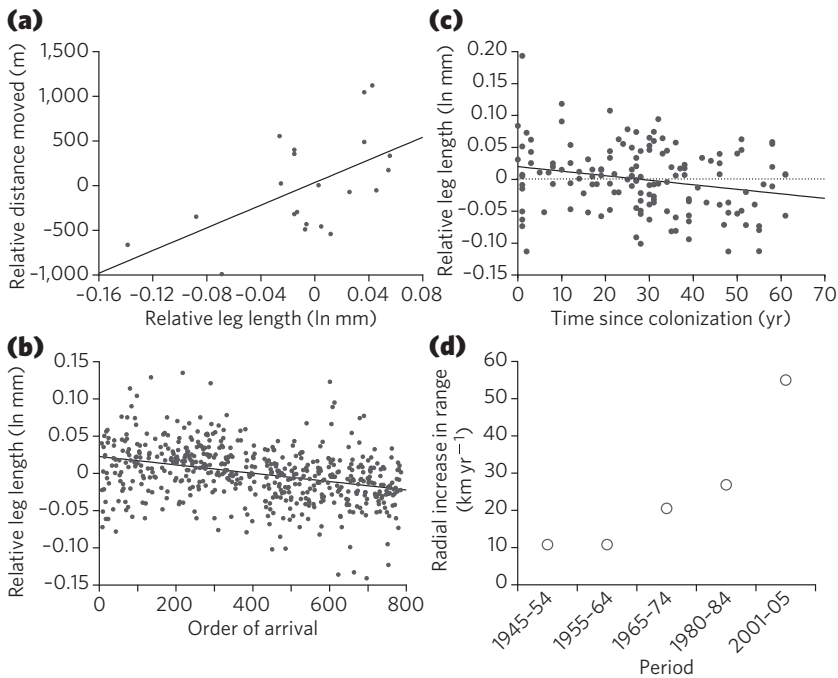 (a)
1,500
1,000
500
0
−500
−1,000
Relative distance moved (m)
−0.16 −0.12 −0.08 −0.04 0 0.04 0.08
Relative leg length (ln mm)
(c)
0.20
0.15
0.10
0.05
0
−0.05
−0.10
−0.15
Relative leg length (ln mm)
0 10 20 30 40 50 60 70
Time since colonization (yr)
(b)
0.15
0.10
0.05
0
−0.05
−0.10
−0.15
Relative leg length (ln mm)
0 200 400 600 800
Order of arrival
(d)
60
50
40
30
20
10
0
Radial increase in range
(km yr−1)
1945–54 1955–64 1965–74 1980–84 2001–05
Period